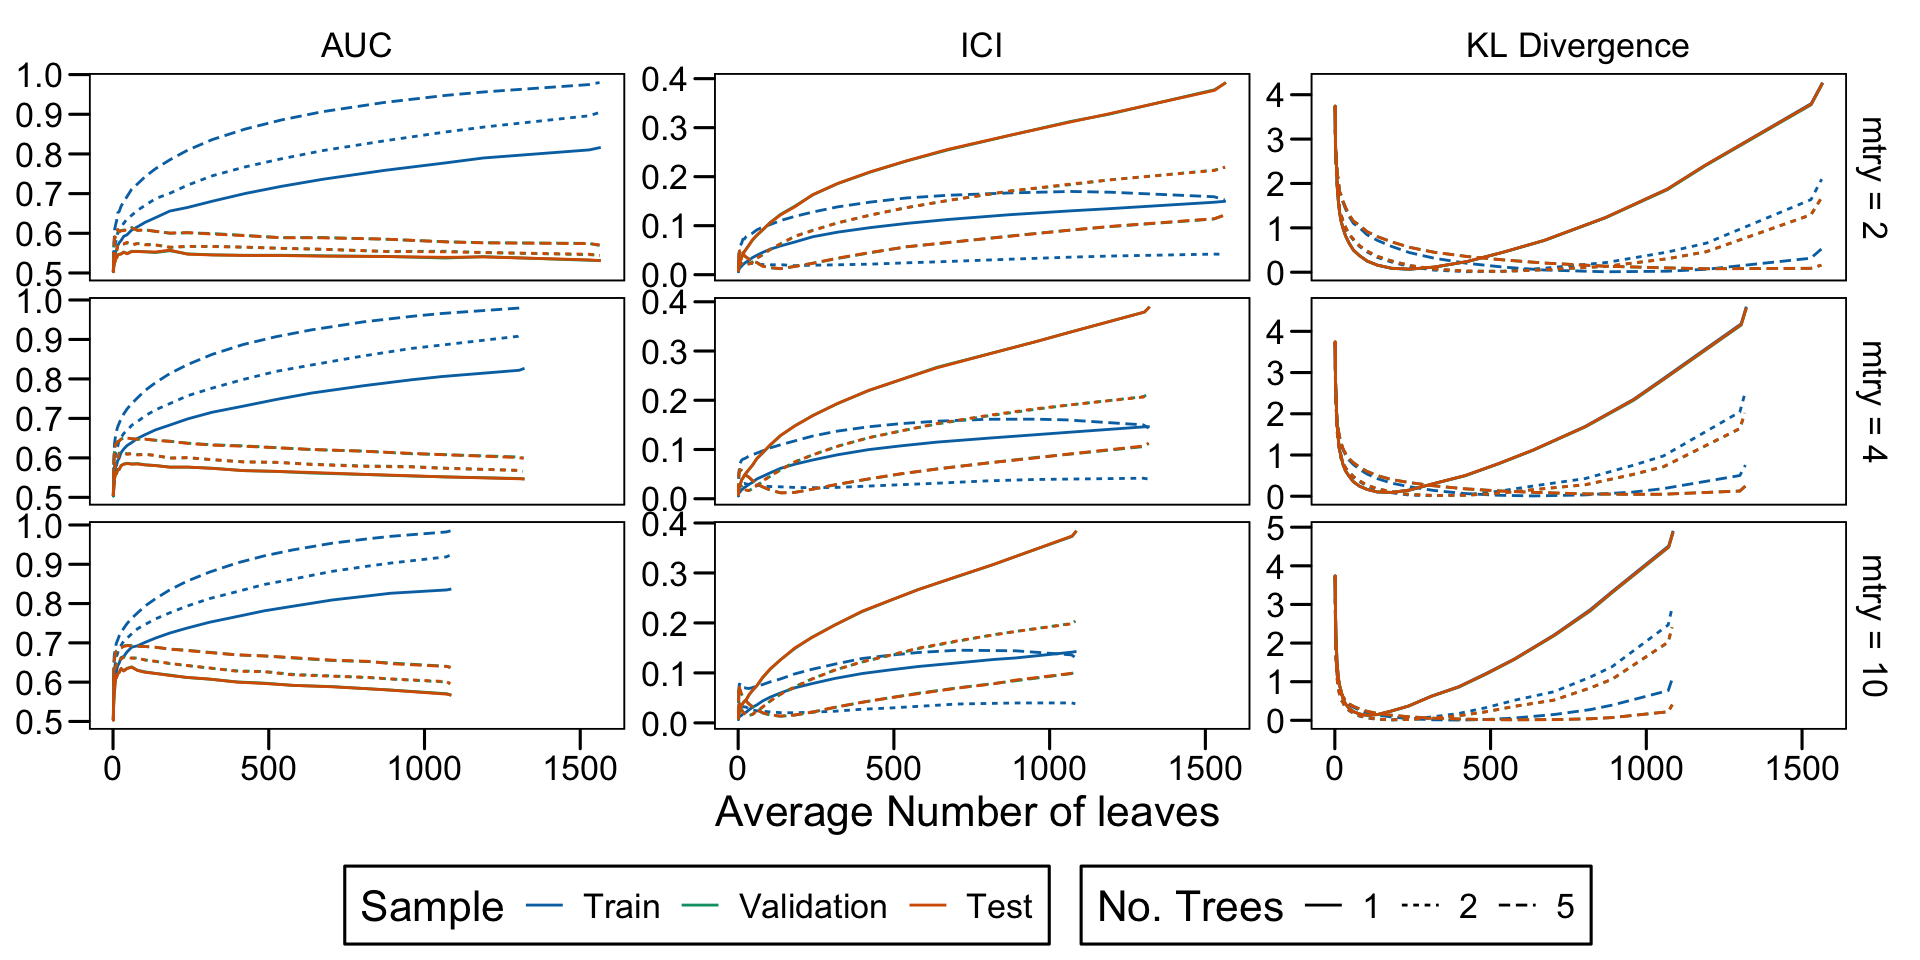 AUC ICI KL Divergence
1.0 0.9 0.8 0.7 0.6 0.5
0.4 0.3 0.2 0.1 0.0
4 3 2 1 0
mtry = 2
1.0 0.9 0.8 0.7 0.6 0.5
0.4 0.3 0.2 0.1 0.0
4 3 2 1 0
mtry = 4
1.0 0.9 0.8 0.7 0.6 0.5
0.4 0.3 0.2 0.1 0.0
5 4 3 2 1 0
mtry = 10
0 500 1000 1500 0 500 1000 1500 0 500 1000 1500
Average Number of leaves
Sample Train Validation Test No. Trees 1 2 5